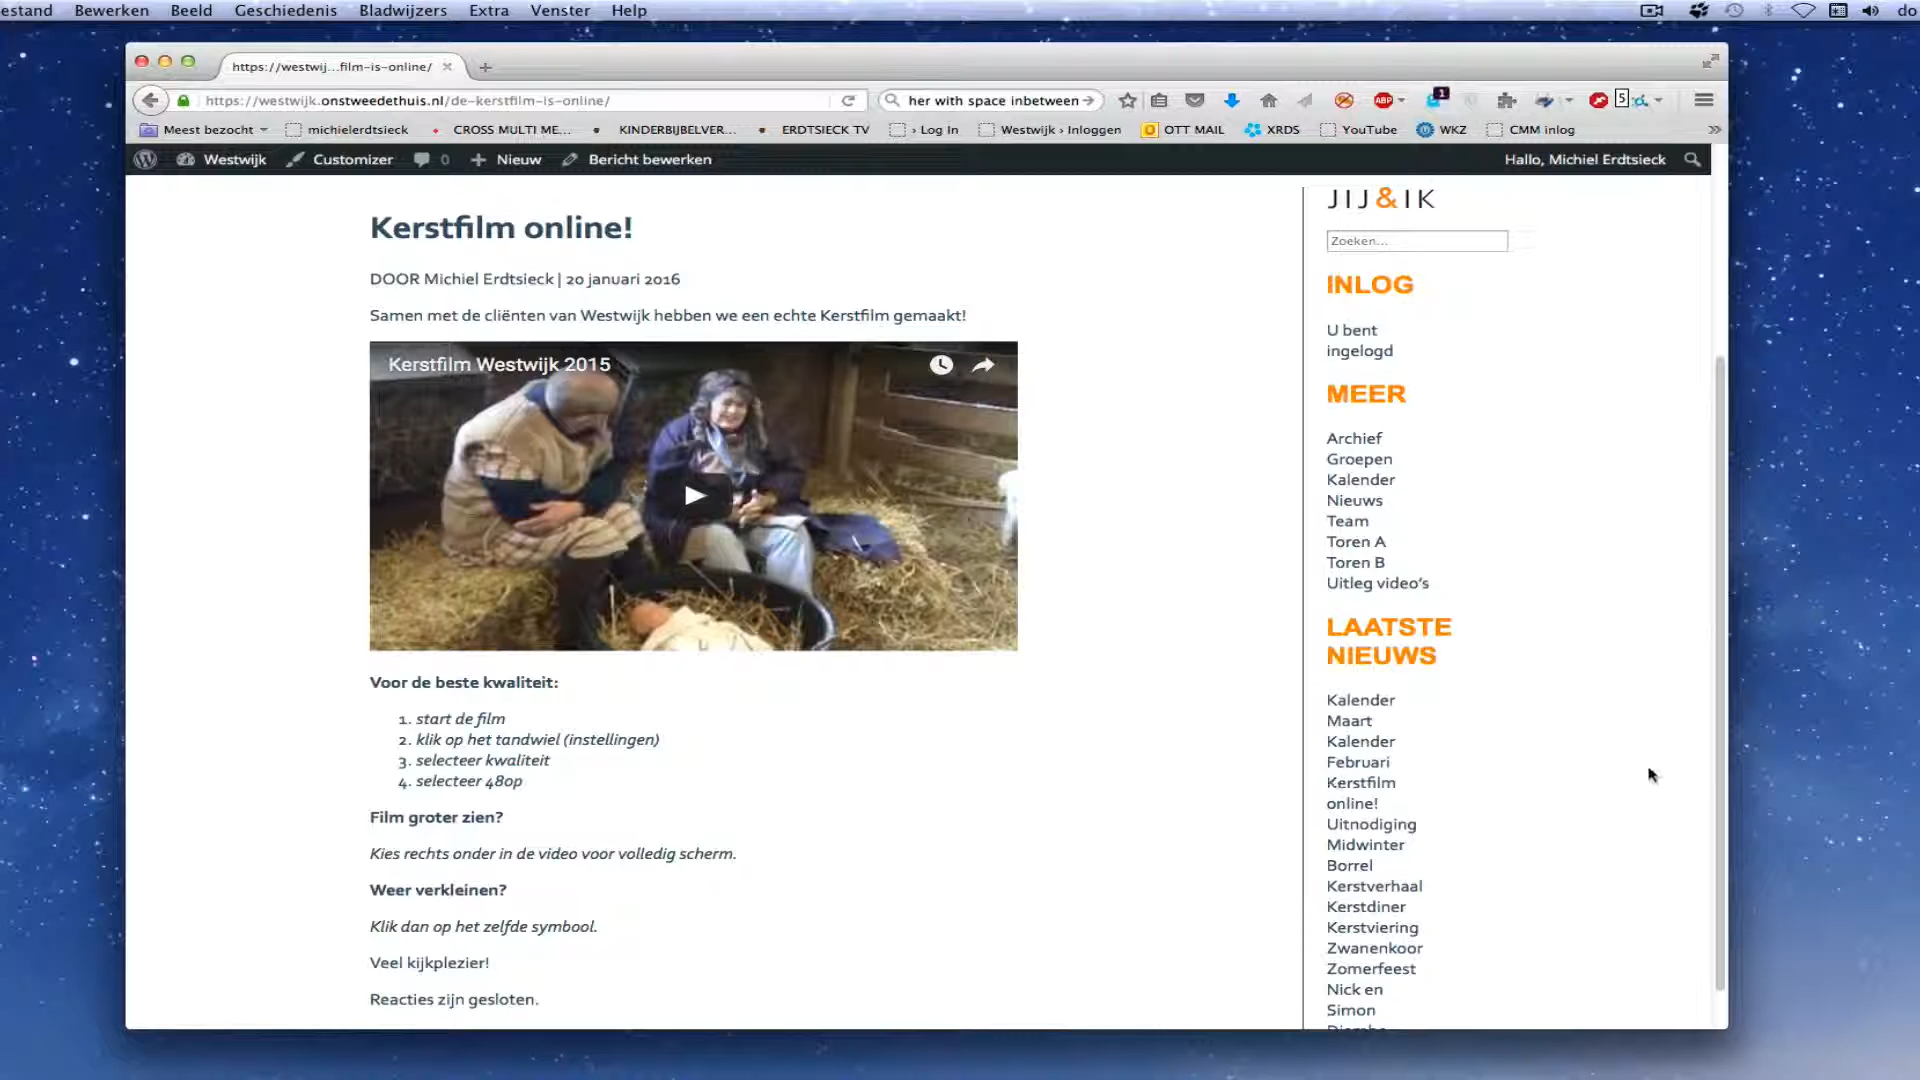 estand Bewerken Beeld Geschiedenis Bladwijzers Extra Venster Help do
https://westwij...film-is-online/
https://westwijk.onstweedethuis.nl/de-kerstfilm-is-online/ her with space inbetween ABP 1 5
Meest bezocht michielerdtsieck CROSS MULTI ME... KINDERBIJBELVER... ERDTSIECK TV › Log In Westwijk › Inloggen OTT MAIL XRDS YouTube WKZ CMM inlog
Westwijk Customizer 0 Nieuw Bericht bewerken Hallo, Michiel Erdtsieck
Kerstfilm online!
DOOR Michiel Erdtsieck | 20 januari 2016
Samen met de cliënten van Westwijk hebben we een echte Kerstfilm gemaakt!
Kerstfilm Westwijk 2015
Voor de beste kwaliteit:
1. start de film
2. klik op het tandwiel (instellingen)
3. selecteer kwaliteit
4. selecteer 480p
Film groter zien?
Kies rechts onder in de video voor volledig scherm.
Weer verkleinen?
Klik dan op het zelfde symbool.
Veel kijkplezier!
Reacties zijn gesloten.
JIJ&IK
Zoeken...
INLOG
U bent
ingelogd
MEER
Archief
Groepen
Kalender
Nieuws
Team
Toren A
Toren B
Uitleg video's
LAATSTE
NIEUWS
Kalender
Maart
Kalender
Februari
Kerstfilm
online!
Uitnodiging
Midwinter
Borrel
Kerstverhaal
Kerstdiner
Kerstviering
Zwanenkoor
Zomerfeest
Nick en
Simon